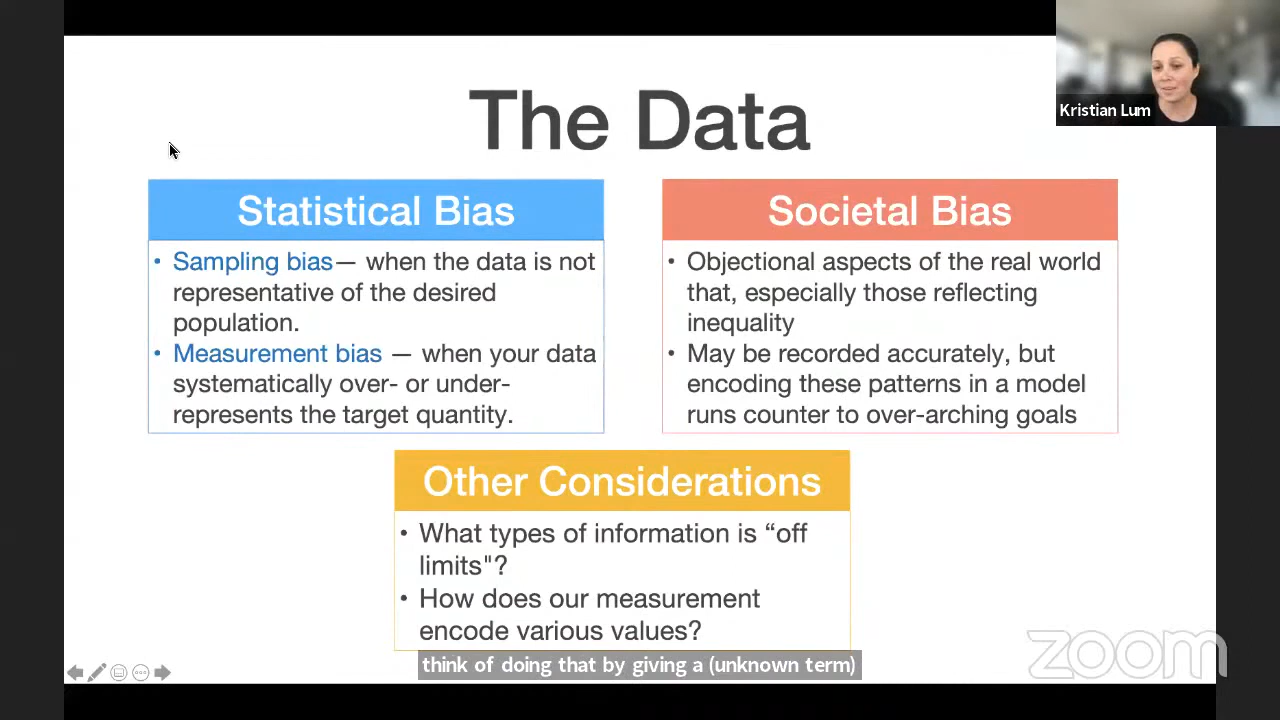 Kristian Lum
The Data
Statistical Bias
• Sampling bias— when the data is not
representative of the desired
population.
• Measurement bias — when your data
systematically over- or under-
represents the target quantity.
Societal Bias
• Objectional aspects of the real world
that, especially those reflecting
inequality
• May be recorded accurately, but
encoding these patterns in a model
runs counter to over-arching goals
Other Considerations
• What types of information is “off
limits"?
• How does our measurement
encode various values?
think of doing that by giving a (unknown term)
zoom